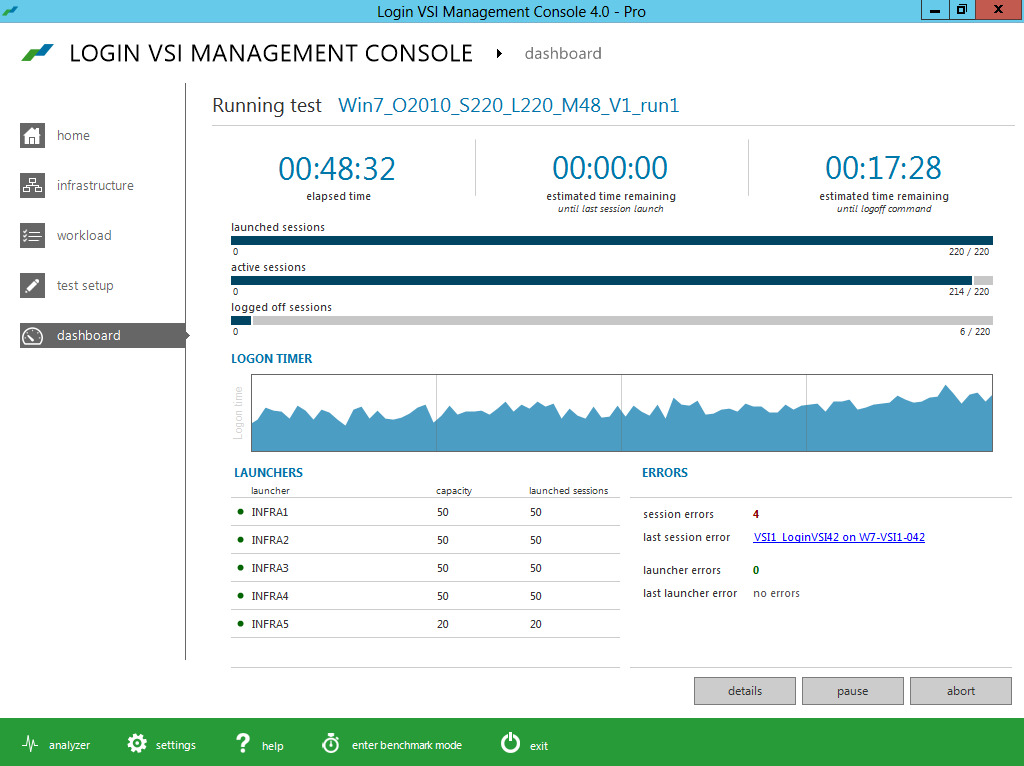 Login VSI Management Console 4.0 - Pro
LOGIN VSI MANAGEMENT CONSOLE dashboard
Running test Win7_O2010_S220_L220_M48_V1_run1
home
infrastructure
workload
test setup
dashboard
00:48:32 00:00:00 00:17:28
elapsed time estimated time remaining estimated time remaining
until last session launch until logoff command
launched sessions
0 220 / 220
active sessions
0 214 / 220
logged off sessions
0 6 / 220
LOGON TIMER
Logon time
LAUNCHERS
launcher capacity launched sessions
INFRA1 50 50
INFRA2 50 50
INFRA3 50 50
INFRA4 50 50
INFRA5 20 20
ERRORS
session errors 4
last session error VSI1_LoginVSI42 on W7-VSI1-042
launcher errors 0
last launcher error no errors
details pause abort
analyzer settings help enter benchmark mode exit